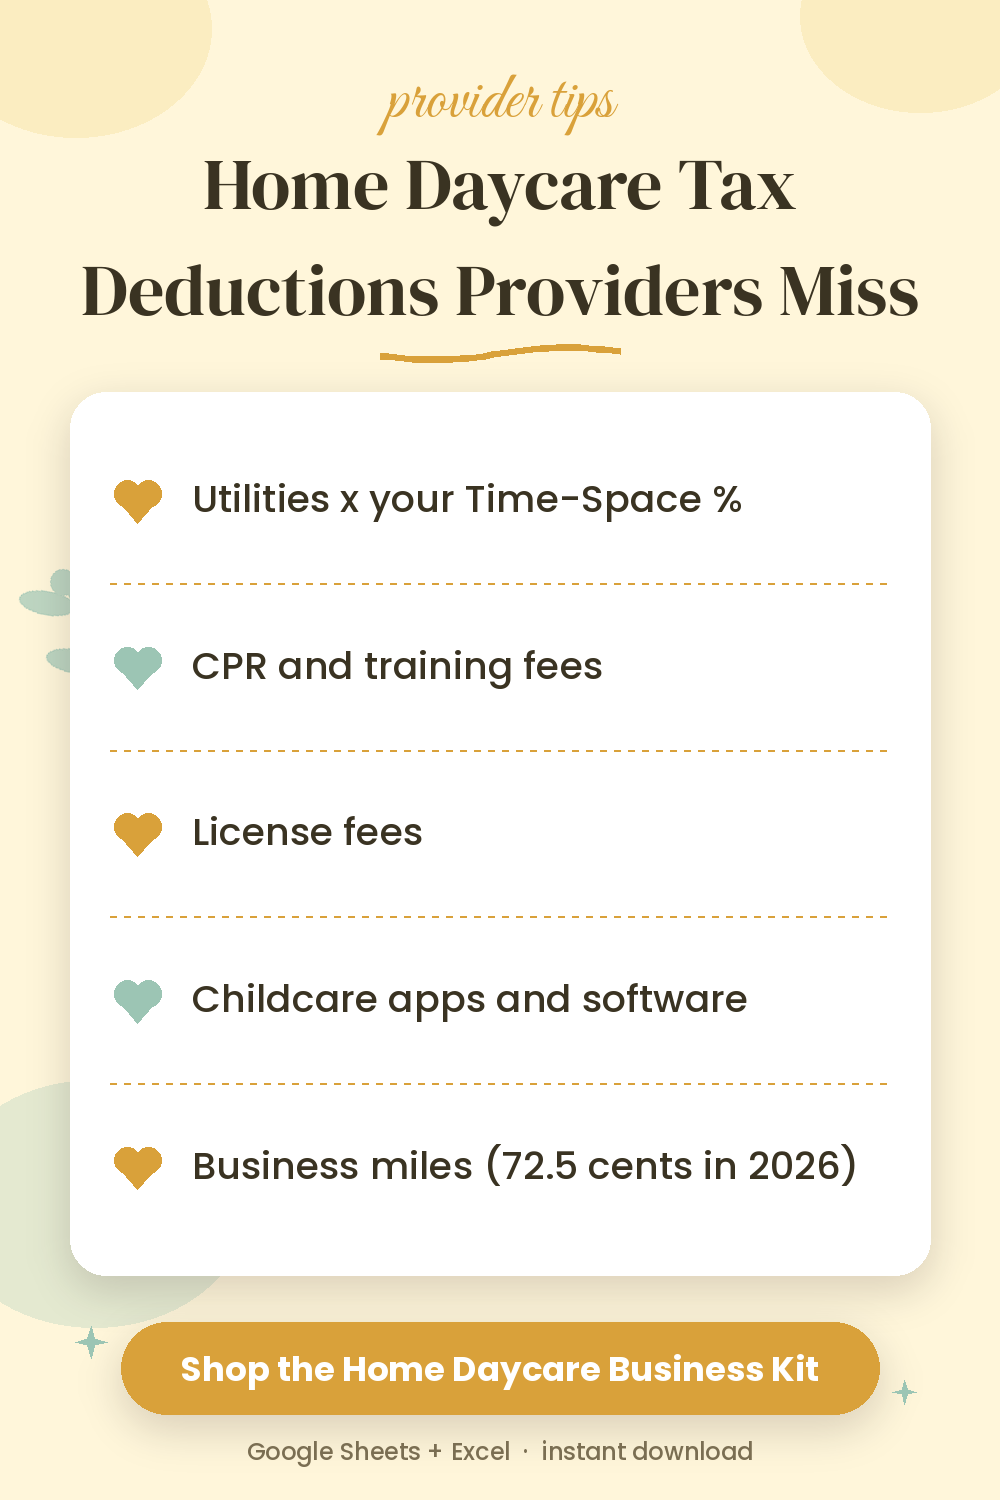 provider tips
Home Daycare Tax
Deductions Providers Miss
Utilities x your Time-Space %
CPR and training fees
License fees
Childcare apps and software
Business miles (72.5 cents in 2026)
Shop the Home Daycare Business Kit
Google Sheets + Excel · instant download